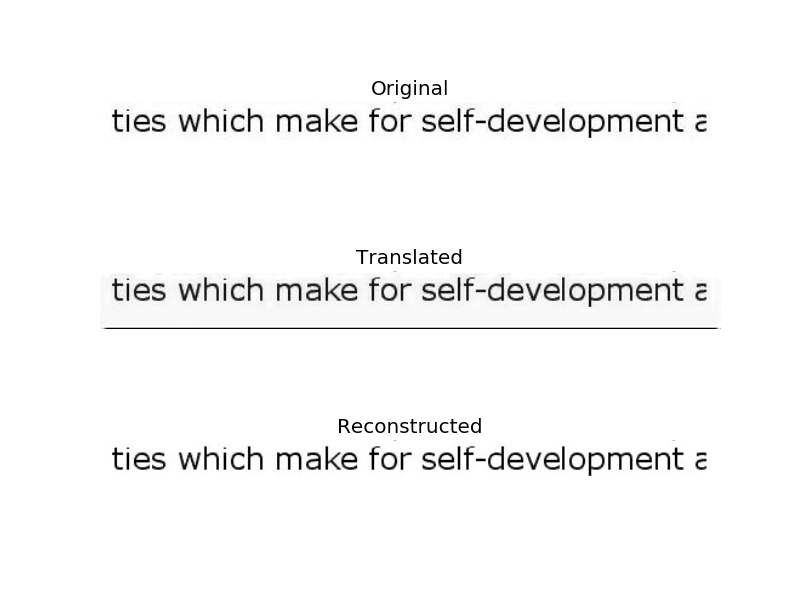 Original
ties which make for self-development a
Translated
ties which make for self-development a
Reconstructed
ties which make for self-development a